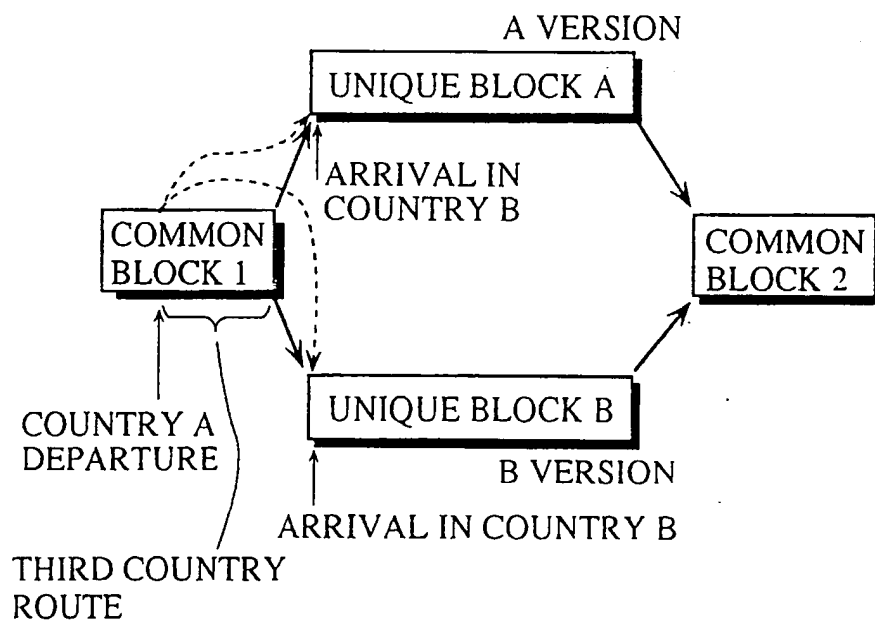 A VERSION
UNIQUE BLOCK A
ARRIVAL IN
COUNTRY B
COMMON
BLOCK 1
COMMON
BLOCK 2
UNIQUE BLOCK B
COUNTRY A
DEPARTURE
B VERSION
ARRIVAL IN COUNTRY B
THIRD COUNTRY
ROUTE